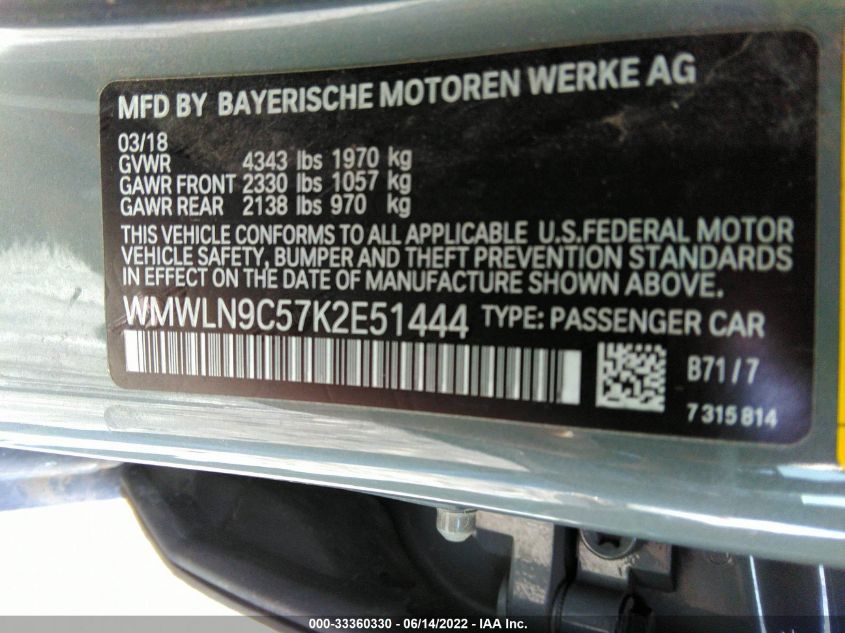 MFD BY BAYERISCHE MOTOREN WERKE AG
03/18
GVWR 4343 lbs 1970 kg
GAWR FRONT 2330 lbs 1057 kg
GAWR REAR 2138 lbs 970 kg
THIS VEHICLE CONFORMS TO ALL APPLICABLE U.S.FEDERAL MOTOR
VEHICLE SAFETY, BUMPER AND THEFT PREVENTION STANDARDS
IN EFFECT ON THE DATE OF MANUFACTURE SHOWN ABOVE.
WMWLN9C57K2E51444 TYPE: PASSENGER CAR
B71/7
7 315 814
000-33360330 - 06/14/2022 - IAA Inc.